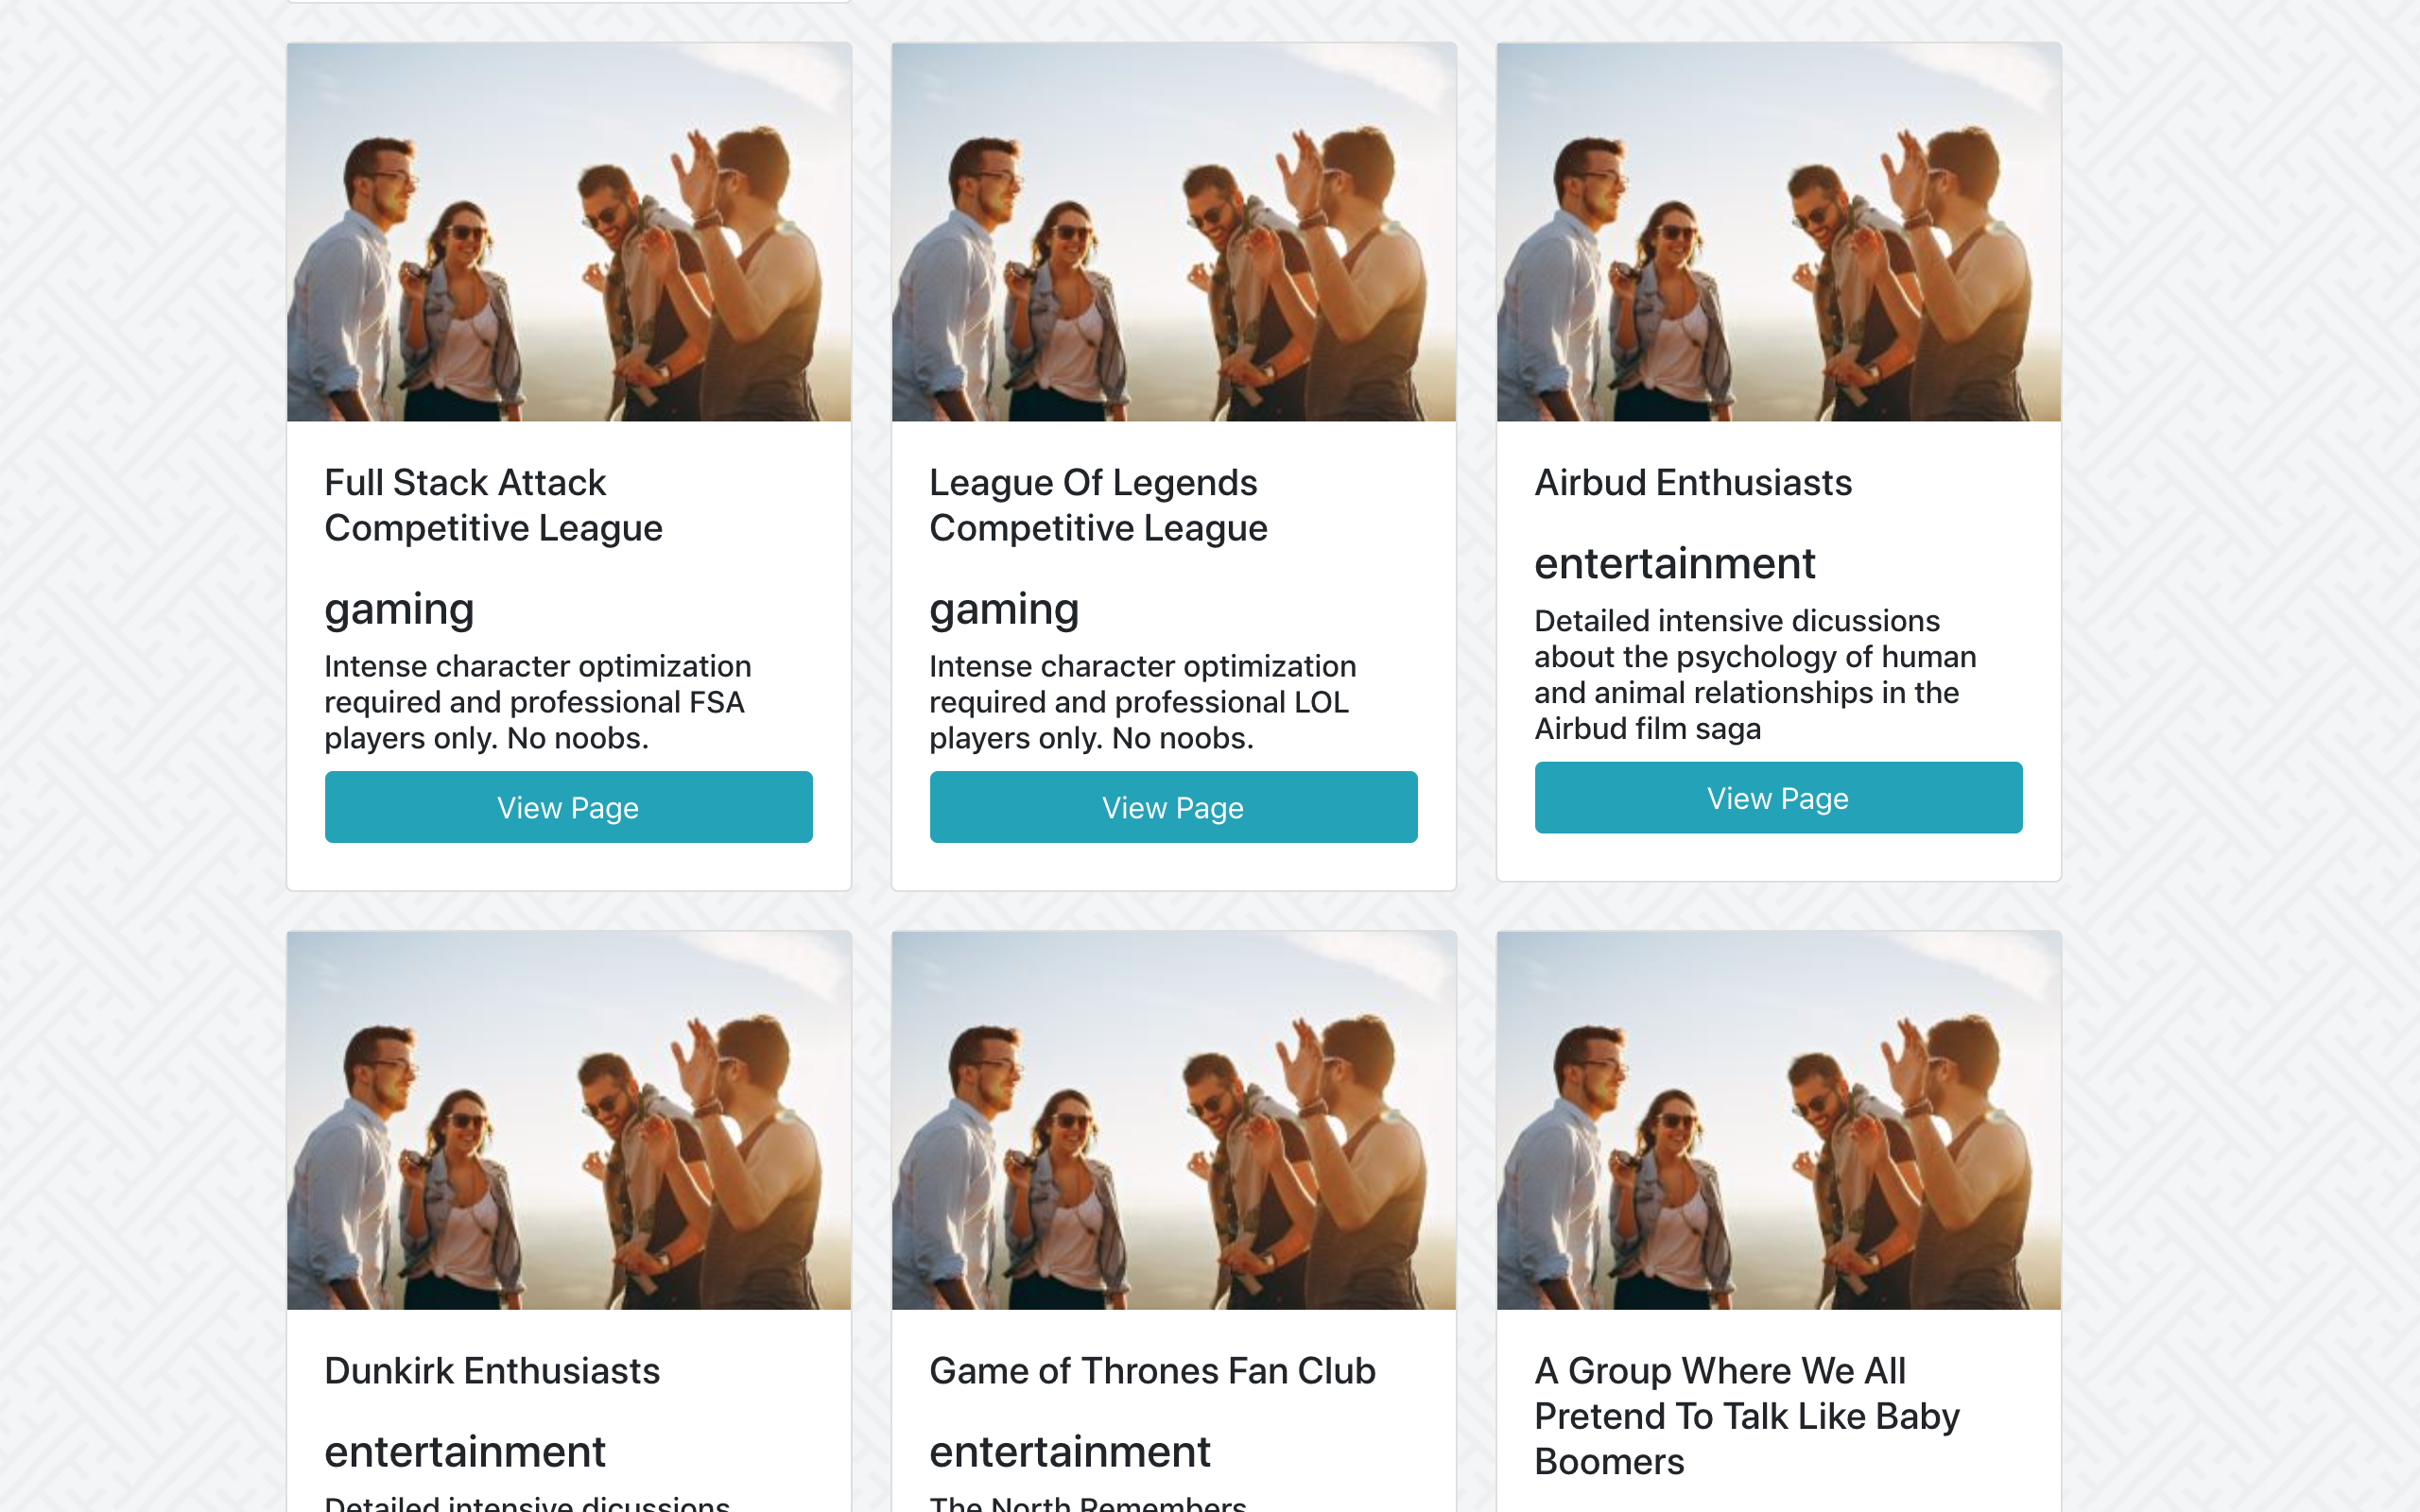 Full Stack Attack
Competitive League
gaming
Intense character optimization
required and professional FSA
players only. No noobs.
View Page
League Of Legends
Competitive League
gaming
Intense character optimization
required and professional LOL
players only. No noobs.
View Page
Airbud Enthusiasts
entertainment
Detailed intensive dicussions
about the psychology of human
and animal relationships in the
Airbud film saga
View Page
Dunkirk Enthusiasts
entertainment
Detailed intensive dicussions
Game of Thrones Fan Club
entertainment
The North Remembers
A Group Where We All
Pretend To Talk Like Baby
Boomers